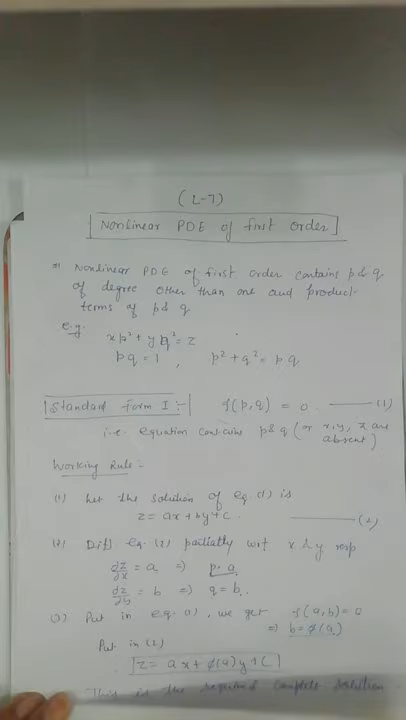 (L-7)
Nonlinear PDE of first order
⇒ Nonlinear PDE of first order contains p & q
of degree other than one and product
terms of p & q
e.g. xp² + yq² = z
pq = 1 , p² + q² = pq
Standard Form I :- f(p,q) = 0 ——— (1)
i.e. equation contains p & q (or x, y, z are
absent)
Working Rule -
(1) Let the solution of eq (1) is
z = ax + by + c. ——— (2)
(2) Diff eq. (2) partially wrt x & y resp
∂z/∂x = a ⇒ p = a
∂z/∂y = b ⇒ q = b.
(3) Put in eq (1), we get f(a,b) = 0
⇒ b = φ(a)
Put in (2)
z = ax + φ(a)y + C
This is the required complete solution -